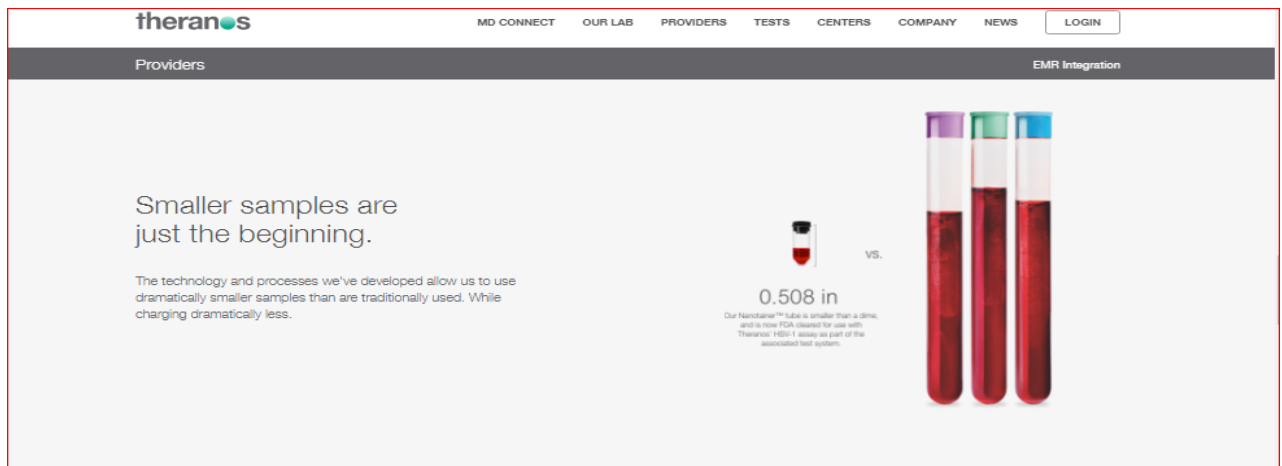 theranos
MD CONNECT OUR LAB PROVIDERS TESTS CENTERS COMPANY NEWS LOGIN
Providers EMR Integration
Smaller samples are
just the beginning.
The technology and processes we've developed allow us to use
dramatically smaller samples than are traditionally used. While
charging dramatically less.
vs.
0.508 in
Our Nanotainer™ tube is smaller than a dime,
and is now FDA cleared for use with
Theranos' HSV-1 assay as part of the
associated test system.